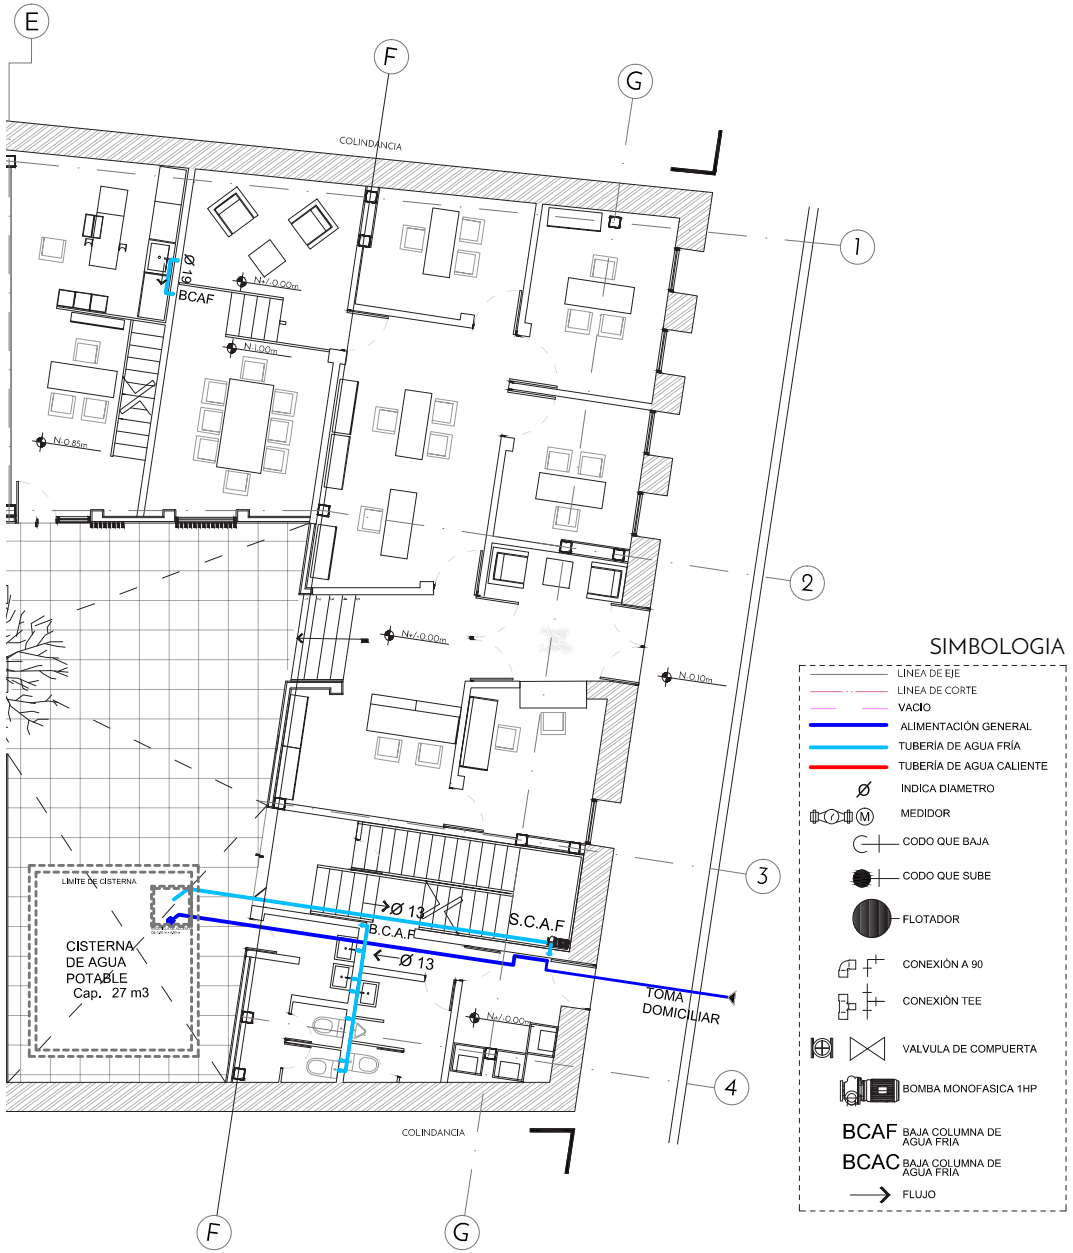 E
F
G
COLINDANCIA
1
Ø 19
BCAF
N+/-0.00m
N-1.00m
N-0.85m
2
N+/-0.00m
N-0.10m
3
LIMITE DE CISTERNA
CISTERNA
DE AGUA
POTABLE
Cap. 27 m3
Ø 13
B.C.A.F
S.C.A.F
Ø 13
TOMA
DOMICILIAR
N+/-0.00m
4
COLINDANCIA
F
G
SIMBOLOGIA
LÍNEA DE EJE
LÍNEA DE CORTE
VACIO
ALIMENTACIÓN GENERAL
TUBERÍA DE AGUA FRÍA
TUBERÍA DE AGUA CALIENTE
Ø INDICA DIAMETRO
M MEDIDOR
CODO QUE BAJA
CODO QUE SUBE
FLOTADOR
CONEXIÓN A 90
CONEXIÓN TEE
VALVULA DE COMPUERTA
BOMBA MONOFASICA 1HP
BCAF BAJA COLUMNA DE
AGUA FRIA
BCAC BAJA COLUMNA DE
AGUA FRIA
FLUJO